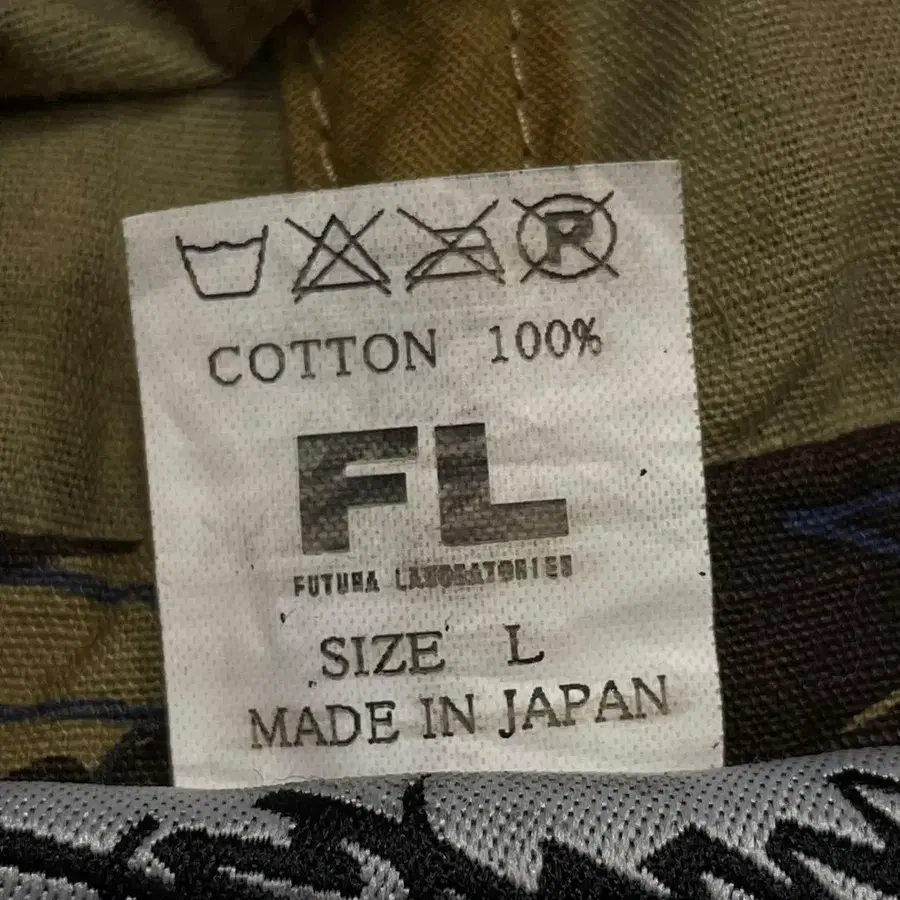 P
COTTON 100%
FL
FUTURA LABORATORIES
SIZE L
MADE IN JAPAN